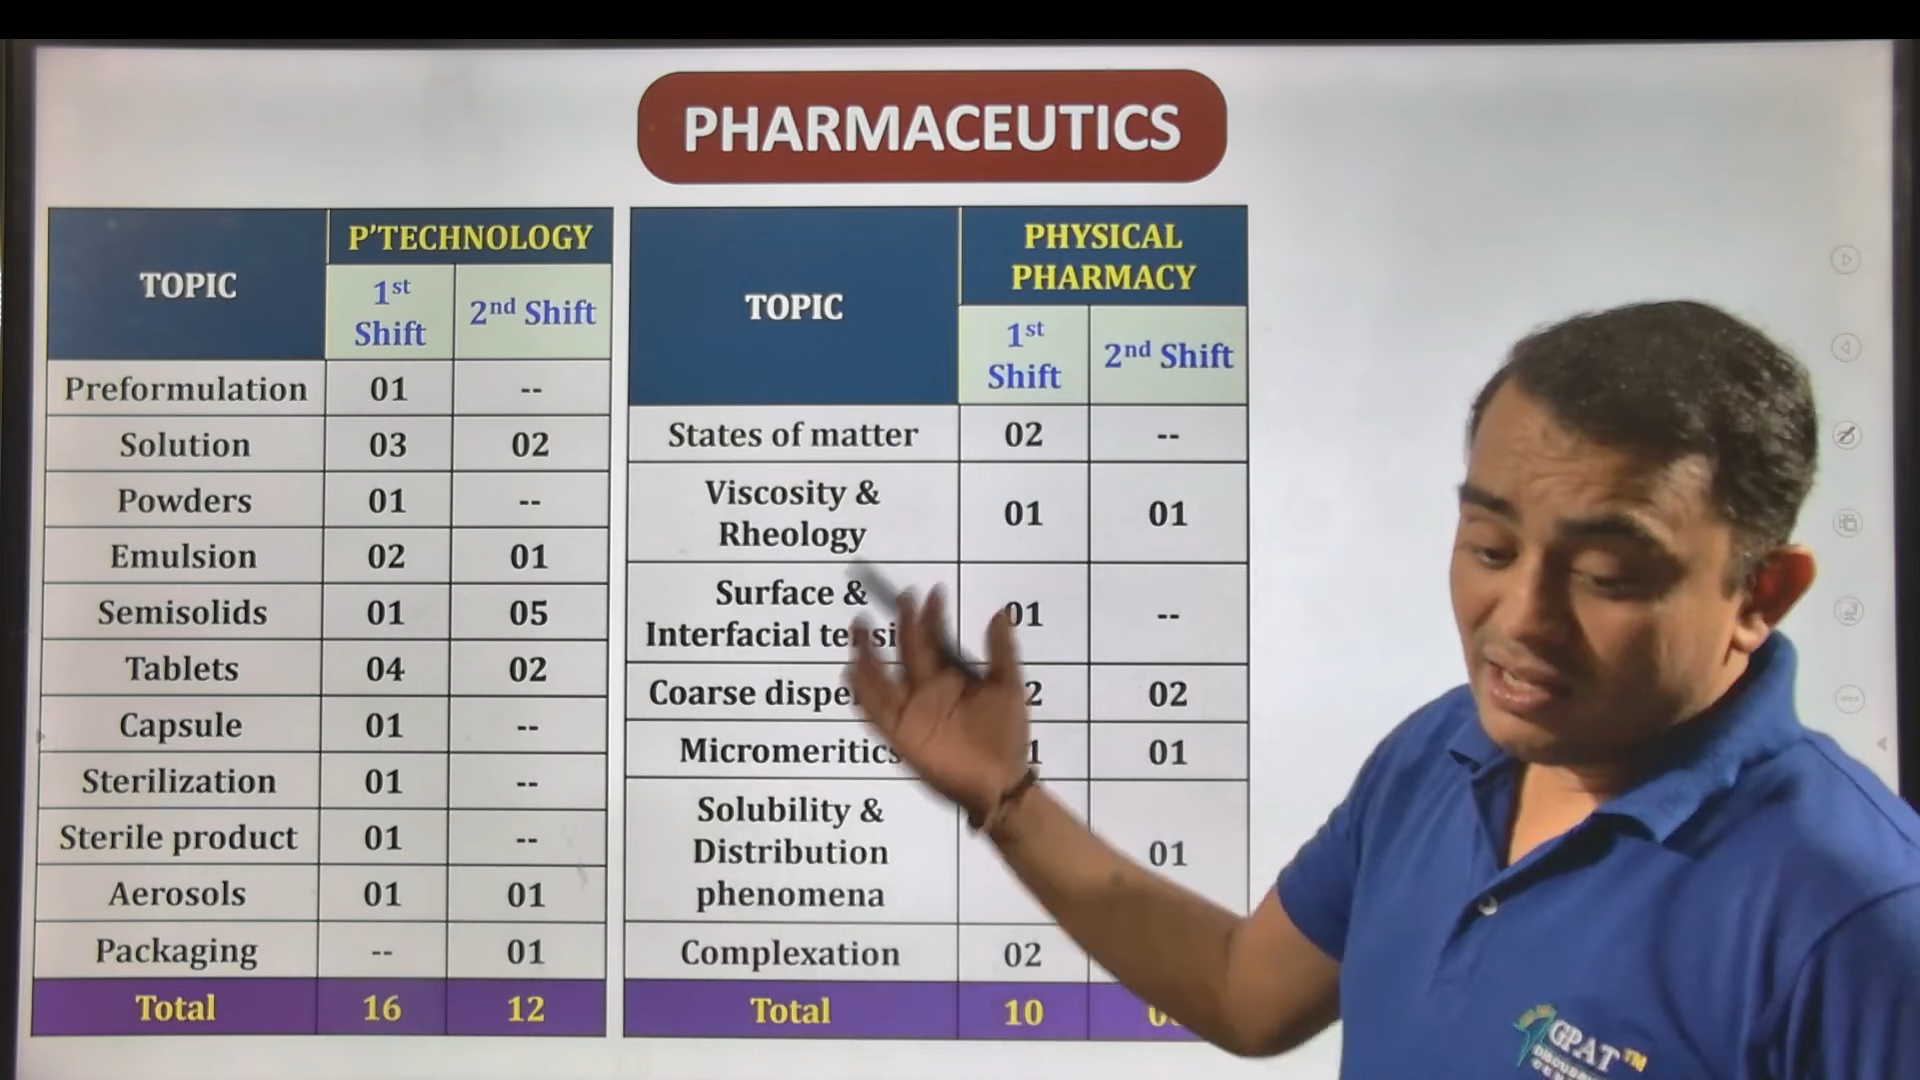 PHARMACEUTICS
TOPIC
P'TECHNOLOGY
1st
Shift
2nd Shift
Preformulation 01 --
Solution 03 02
Powders 01 --
Emulsion 02 01
Semisolids 01 05
Tablets 04 02
Capsule 01 --
Sterilization 01 --
Sterile product 01 --
Aerosols 01 01
Packaging -- 01
Total 16 12
TOPIC
PHYSICAL
PHARMACY
1st
Shift
2nd Shift
States of matter 02 --
Viscosity &
Rheology
01 01
Surface &
Interfacial
01 --
Coarse 02
Micromeritics 01
Solubility &
Distribution
phenomena
01
Complexation 02
Total 10
GPAT™